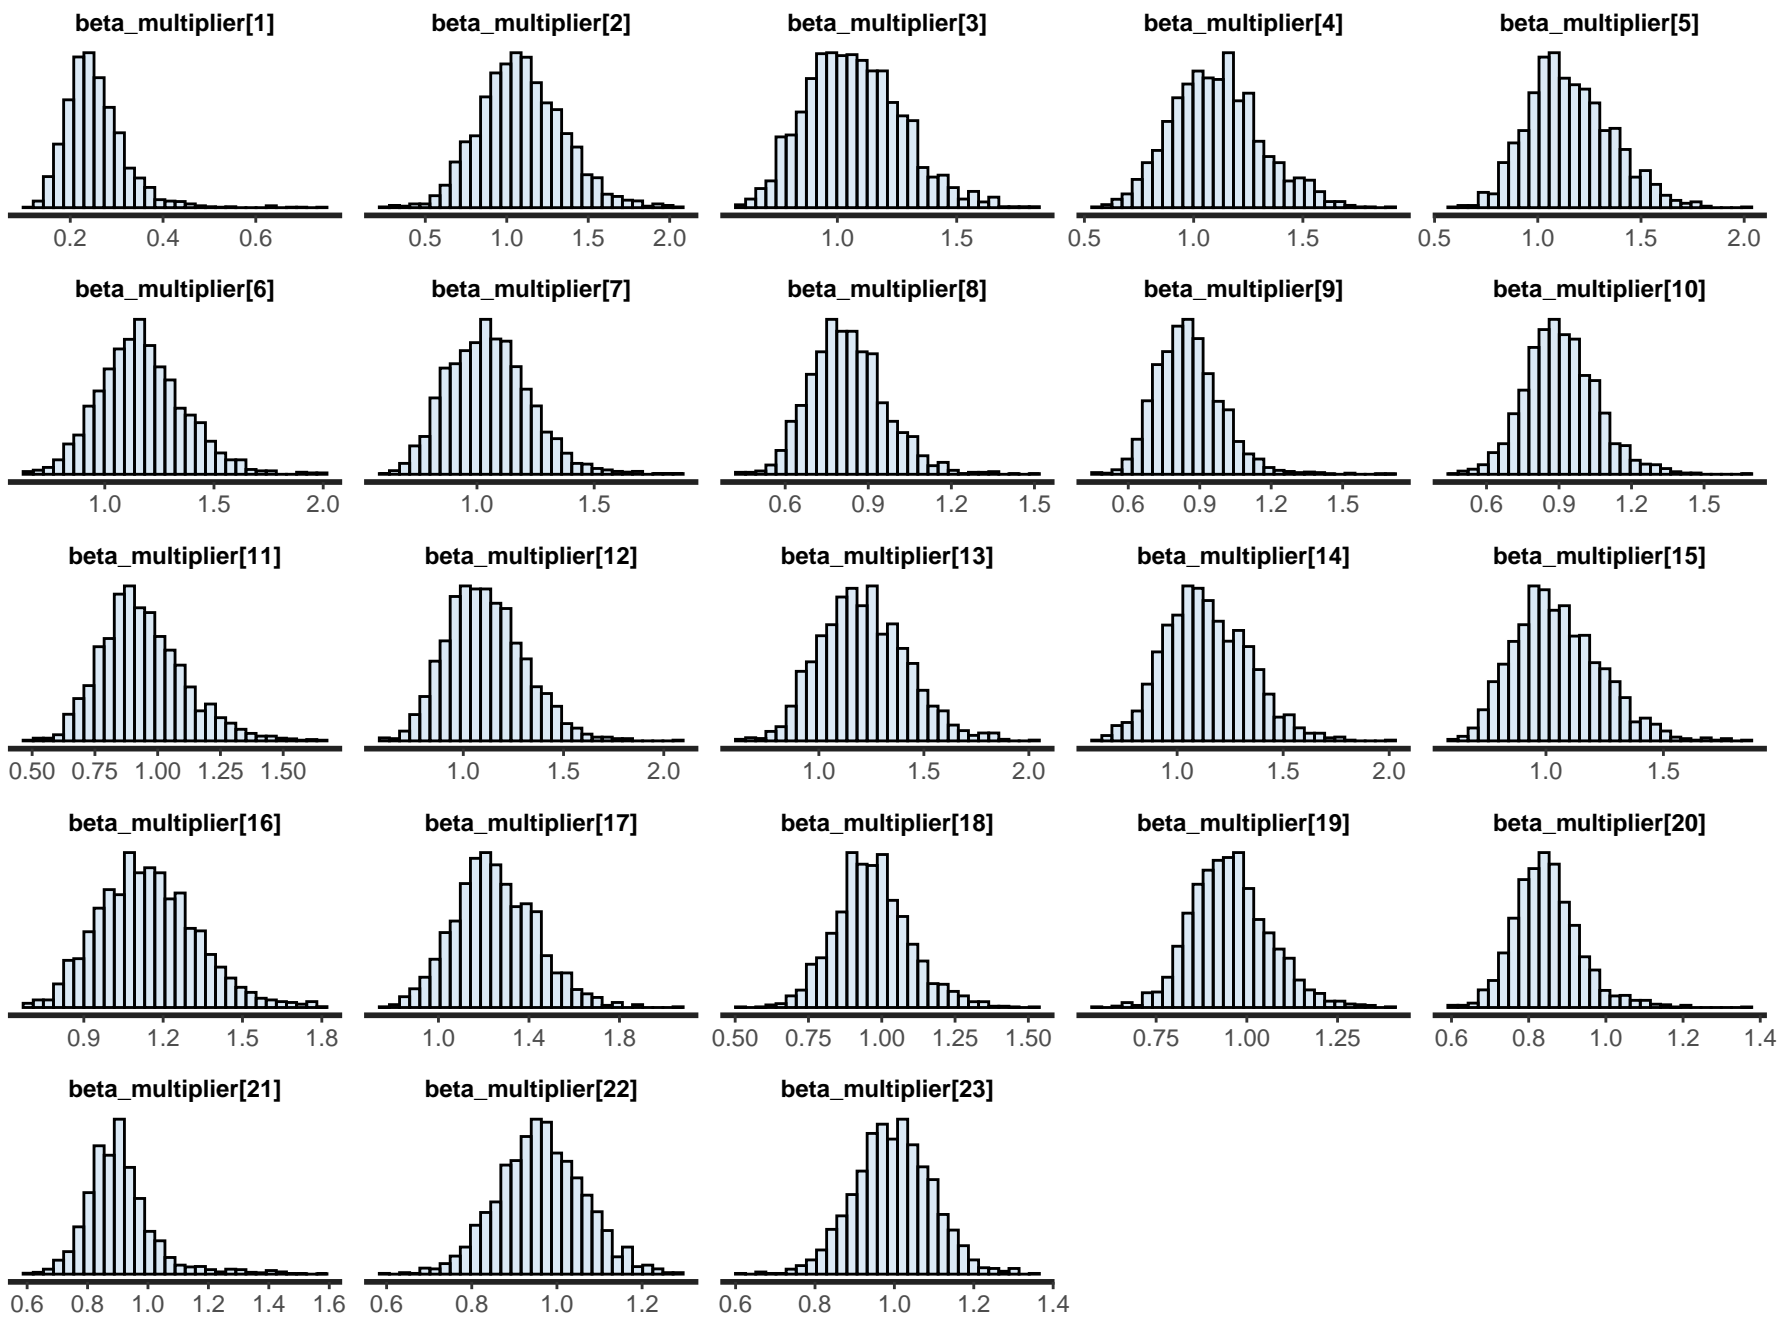 beta_multiplier[1] beta_multiplier[2] beta_multiplier[3] beta_multiplier[4] beta_multiplier[5]
0.2 0.4 0.6 0.5 1.0 1.5 2.0 1.0 1.5 0.5 1.0 1.5 0.5 1.0 1.5 2.0
beta_multiplier[6] beta_multiplier[7] beta_multiplier[8] beta_multiplier[9] beta_multiplier[10]
1.0 1.5 2.0 1.0 1.5 0.6 0.9 1.2 1.5 0.6 0.9 1.2 1.5 0.6 0.9 1.2 1.5
beta_multiplier[11] beta_multiplier[12] beta_multiplier[13] beta_multiplier[14] beta_multiplier[15]
0.50 0.75 1.00 1.25 1.50 1.0 1.5 2.0 1.0 1.5 2.0 1.0 1.5 2.0 1.0 1.5
beta_multiplier[16] beta_multiplier[17] beta_multiplier[18] beta_multiplier[19] beta_multiplier[20]
0.9 1.2 1.5 1.8 1.0 1.4 1.8 0.50 0.75 1.00 1.25 1.50 0.75 1.00 1.25 0.6 0.8 1.0 1.2 1.4
beta_multiplier[21] beta_multiplier[22] beta_multiplier[23]
0.6 0.8 1.0 1.2 1.4 1.6 0.6 0.8 1.0 1.2 0.6 0.8 1.0 1.2 1.4